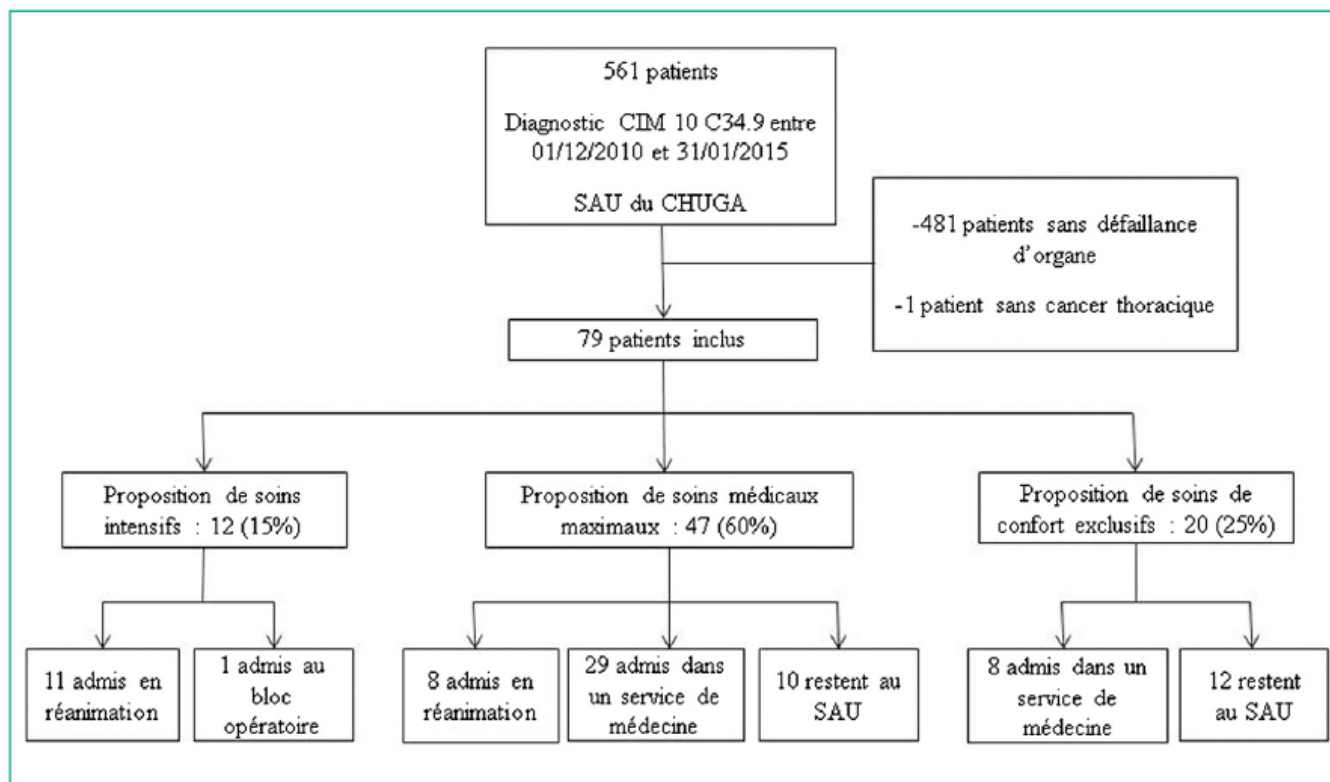 561 patients
Diagnostic CIM 10 C34.9 entre
01/12/2010 et 31/01/2015
SAU du CHUGA
-481 patients sans défaillance
d'organe
-1 patient sans cancer thoracique
79 patients inclus
Proposition de soins
intensifs : 12 (15%)
Proposition de soins médicaux
maximaux : 47 (60%)
Proposition de soins de
confort exclusifs : 20 (25%)
11 admis en
réanimation
1 admis au
bloc
opératoire
8 admis en
réanimation
29 admis dans
un service de
médecine
10 restent au
SAU
8 admis dans un
service de
médecine
12 restent
au SAU